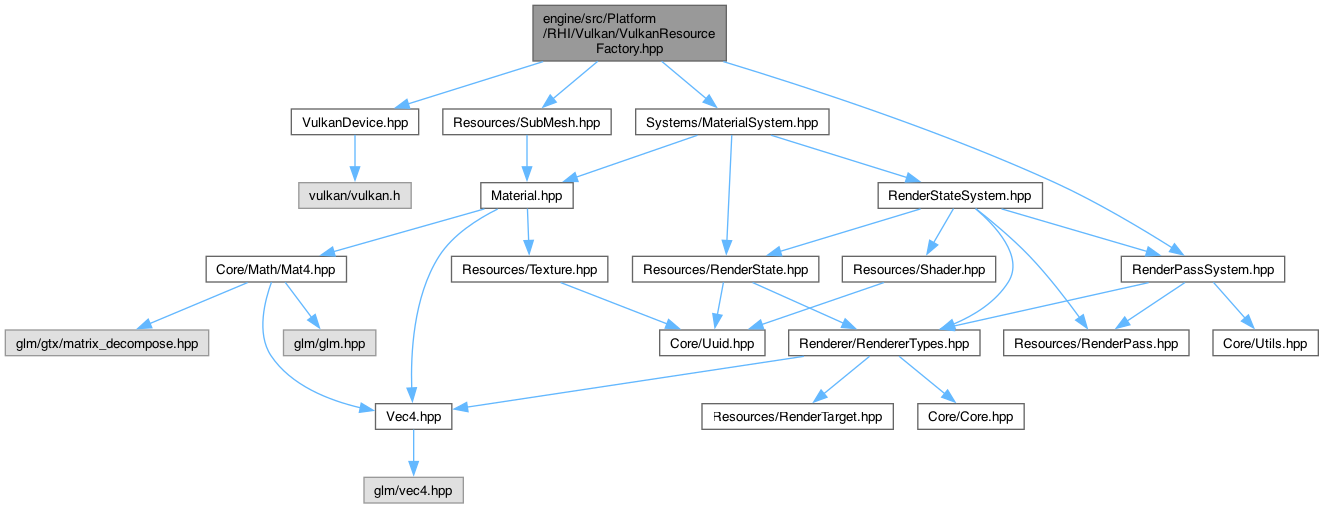 engine/src/Platform
/RHI/Vulkan/VulkanResource
Factory.hpp
VulkanDevice.hpp
Resources/SubMesh.hpp
Systems/MaterialSystem.hpp
vulkan/vulkan.h
Material.hpp
RenderStateSystem.hpp
Core/Math/Mat4.hpp
Resources/Texture.hpp
Resources/RenderState.hpp
Resources/Shader.hpp
RenderPassSystem.hpp
glm/gtx/matrix_decompose.hpp
glm/glm.hpp
Core/Uuid.hpp
Renderer/RendererTypes.hpp
Resources/RenderPass.hpp
Core/Utils.hpp
Vec4.hpp
Resources/RenderTarget.hpp
Core/Core.hpp
glm/vec4.hpp